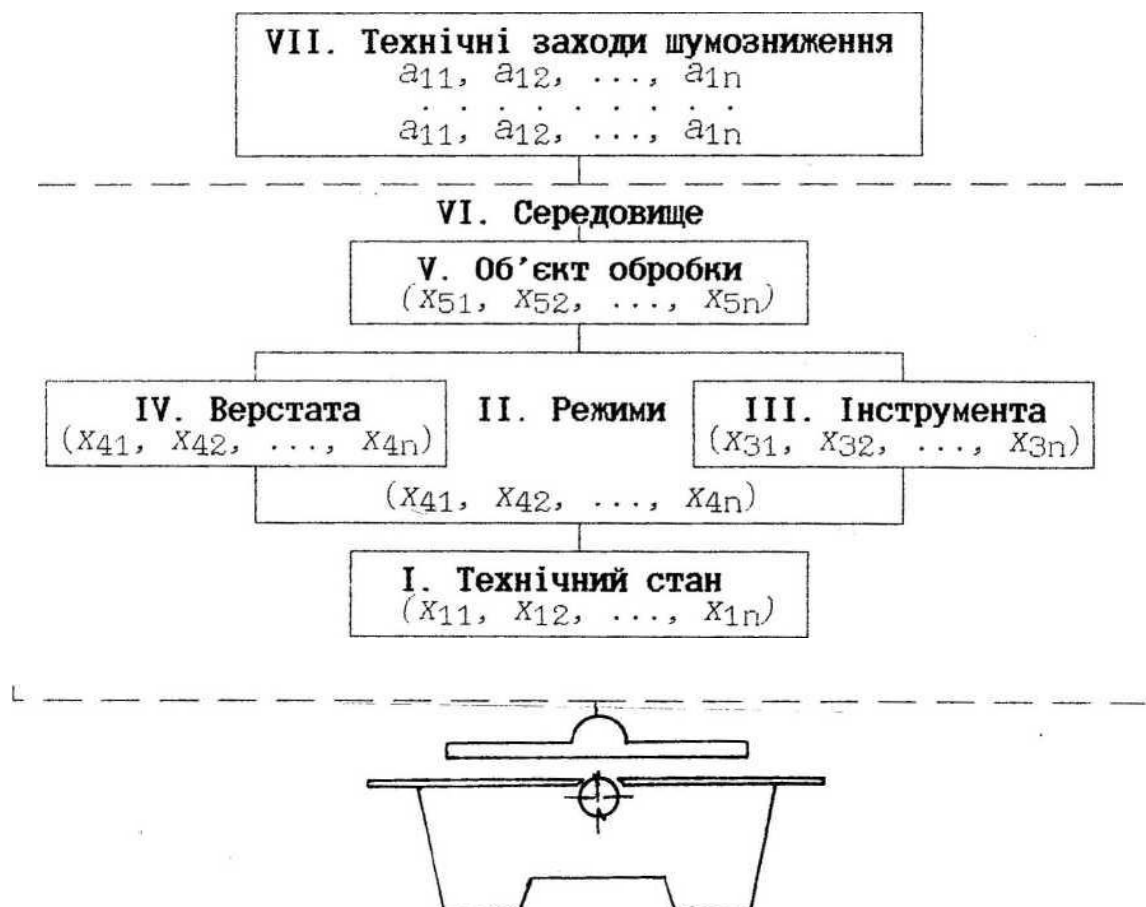 VII. Технічні заходи шумозниження
a11, a12, ..., a1n
. . . . . . . . .
a11, a12, ..., a1n
VI. Середовище
V. Об'єкт обробки
(X51, X52, ..., X5n)
IV. Верстата
(X41, X42, ..., X4n)
II. Режими
III. Інструмента
(X31, X32, ..., X3n)
(X41, X42, ..., X4n)
I. Технічний стан
(X11, X12, ..., X1n)